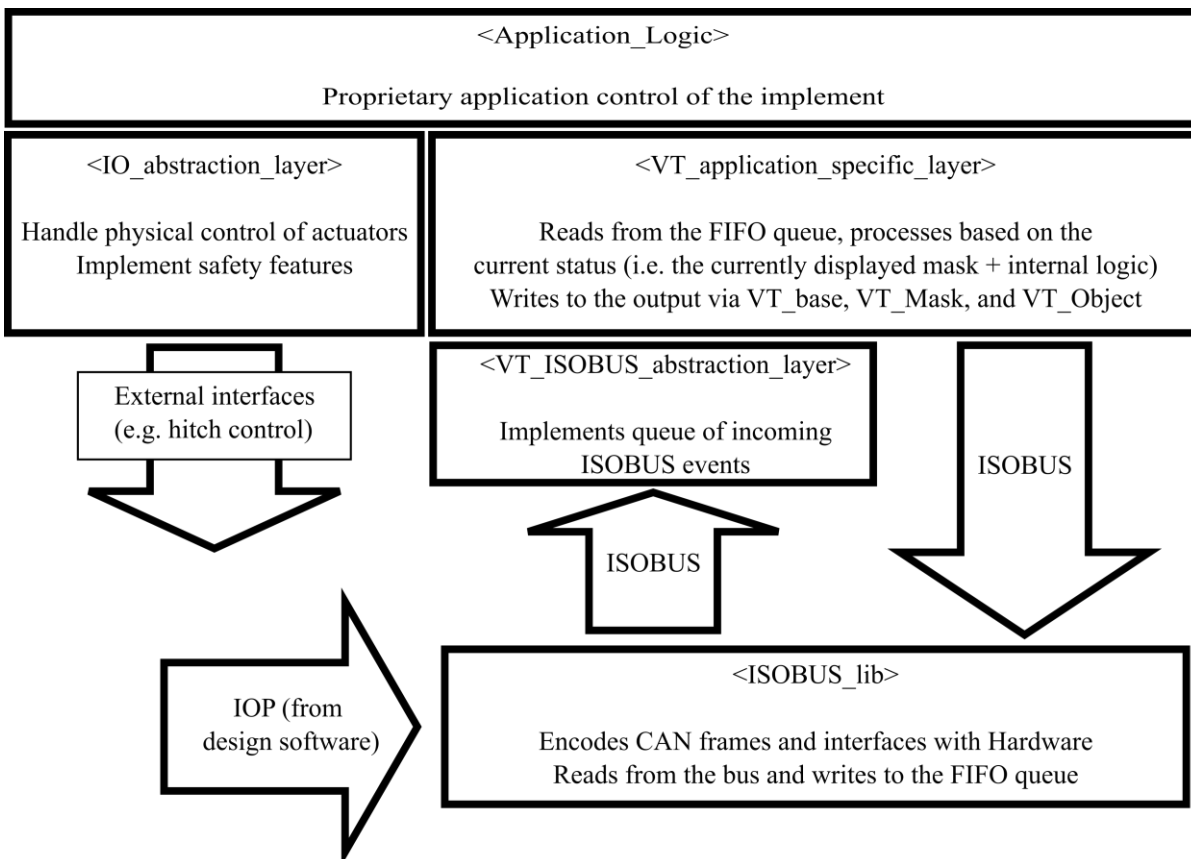 <Application_Logic>
Proprietary application control of the implement
<IO_abstraction_layer>
Handle physical control of actuators
Implement safety features
<VT_application_specific_layer>
Reads from the FIFO queue, processes based on the
current status (i.e. the currently displayed mask + internal logic)
Writes to the output via VT_base, VT_Mask, and VT_Object
External interfaces
(e.g. hitch control)
<VT_ISOBUS_abstraction_layer>
Implements queue of incoming
ISOBUS events
ISOBUS
ISOBUS
IOP (from
design software)
<ISOBUS_lib>
Encodes CAN frames and interfaces with Hardware
Reads from the bus and writes to the FIFO queue